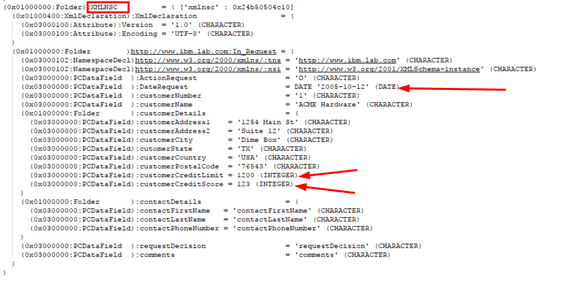 (0x01000000:Folder):XMLNSC = ( ['xmlnsc' : 0x24b50804c10]
(0x01000400:XmlDeclaration):XmlDeclaration = (
(0x03000100:Attribute):Version = '1.0' (CHARACTER)
(0x03000100:Attribute):Encoding = 'UTF-8' (CHARACTER)
)
(0x01000000:Folder )http://www.ibm.lab.com:In_Request = (
(0x03000102:NamespaceDecl)http://www.w3.org/2000/xmlns/:tns = 'http://www.ibm.lab.com' (CHARACTER)
(0x03000102:NamespaceDecl)http://www.w3.org/2000/xmlns/:xsi = 'http://www.w3.org/2001/XMLSchema-instance' (CHARACTER)
(0x03000000:PCDataField ):ActionRequest = 'O' (CHARACTER)
(0x03000000:PCDataField ):DateRequest = DATE '2005-10-12' (DATE)
(0x03000000:PCDataField ):customerNumber = '1' (CHARACTER)
(0x03000000:PCDataField ):customerName = 'ACME Hardware' (CHARACTER)
(0x01000000:Folder ):customerDetails = (
(0x03000000:PCDataField ):customerAddress1 = '1254 Main St' (CHARACTER)
(0x03000000:PCDataField ):customerAddress2 = 'Suite 12' (CHARACTER)
(0x03000000:PCDataField ):customerCity = 'Dime Box' (CHARACTER)
(0x03000000:PCDataField ):cuturmerState = 'TX' (CHARACTER)
(0x03000000:PCDataField ):customerCountry = 'USA' (CHARACTER)
(0x03000000:PCDataField ):customerPostalCode = '76543' (CHARACTER)
(0x03000000:PCDataField ):customerCreditLimit = 1200 (INTEGER)
(0x03000000:PCDataField ):customerCreditScore = 123 (INTEGER)
)
(0x01000000:Folder ):contactDetails = (
(0x03000000:PCDataField ):contactFirstName = 'contactFirstName' (CHARACTER)
(0x03000000:PCDataField ):contactLastName = 'contactLastName' (CHARACTER)
(0x03000000:PCDataField ):contactPhoneNumber = 'contactPhoneNumber' (CHARACTER)
)
(0x03000000:PCDataField ):requestDecision = 'requestDecision' (CHARACTER)
(0x03000000:PCDataField ):comments = 'comments' (CHARACTER)
)
)